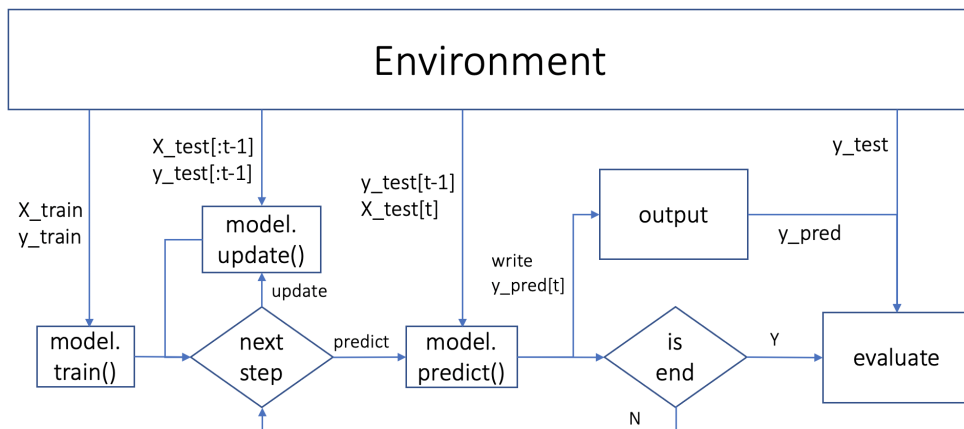 Environment
X_test[:t-1]
y_test[:t-1]
y_test
y_test[t-1]
X_test[t]
X_train
y_train
model.
update()
output
y_pred
write
y_pred[t]
update
model.
train()
next
step
predict
model.
predict()
is
end
Y
evaluate
N